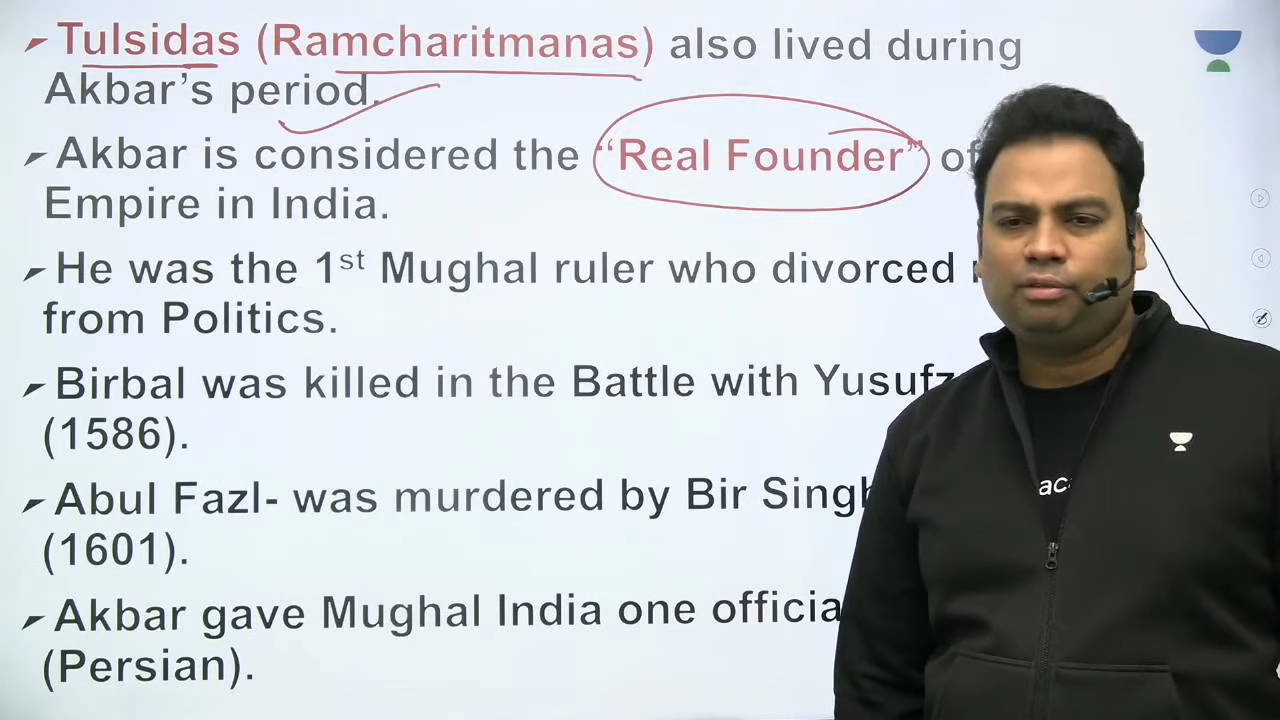 Tulsidas (Ramcharitmanas) also lived during
Akbar's period.
Akbar is considered the “Real Founder” of
Empire in India.
He was the 1st Mughal ruler who divorced
from Politics.
Birbal was killed in the Battle with
(1586).
Abul Fazl- was murdered by Bir Singh
(1601).
Akbar gave Mughal India one
(Persian).